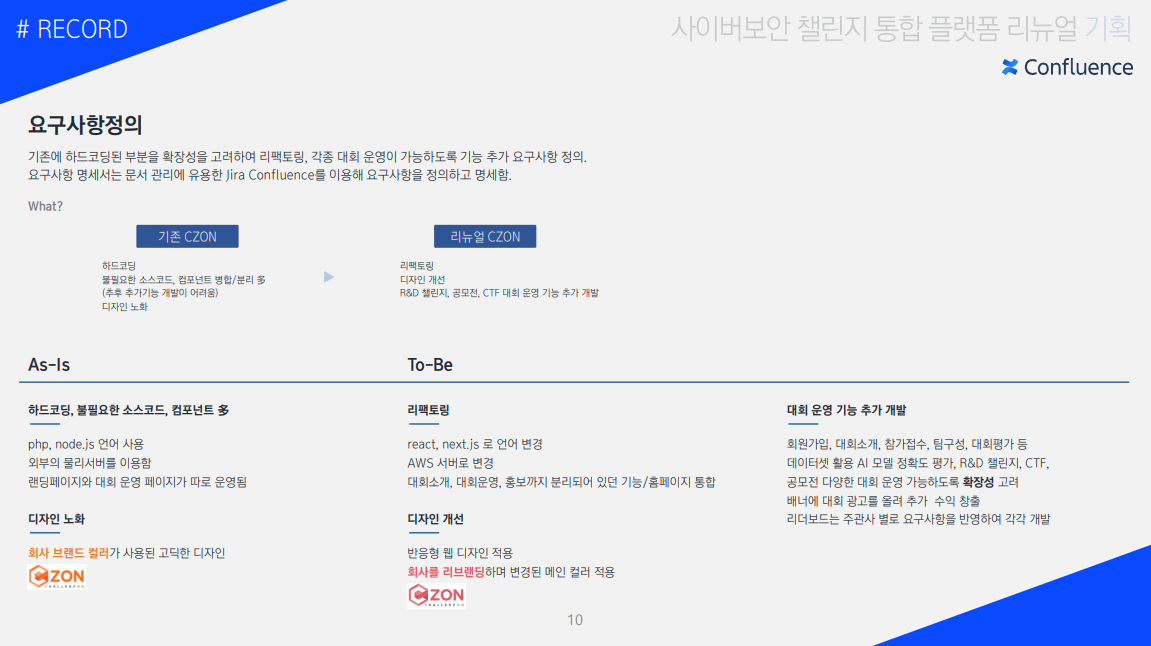 # RECORD
사이버보안 챌린지 통합 플랫폼 리뉴얼 기획
Confluence
요구사항정의
기존에 하드코딩된 부분을 확장성을 고려하여 리팩토링, 각종 대회 운영이 가능하도록 기능 추가 요구사항 정의.
요구사항 명세서는 문서 관리에 유용한 Jira Confluence를 이용해 요구사항을 정의하고 명세함.
What?
기존 CZON
리뉴얼 CZON
하드코딩
불필요한 소스코드, 컴포넌트 병합/분리 多
(추후 추가기능 개발이 어려움)
디자인 노화
리팩토링
디자인 개선
R&D 챌린지, 공모전, CTF 대회 운영 기능 추가 개발
As-Is
To-Be
하드코딩, 불필요한 소스코드, 컴포넌트 多
php, node.js 언어 사용
외부의 물리서버를 이용함
랜딩페이지와 대회 운영 페이지가 따로 운영됨
디자인 노화
회사 브랜드 컬러가 사용된 고딕한 디자인
CZON
CHALLENGE ON
리팩토링
react, next.js 로 언어 변경
AWS 서버로 변경
대회소개, 대회운영, 홍보까지 분리되어 있던 기능/홈페이지 통합
디자인 개선
반응형 웹 디자인 적용
회사를 리브랜딩하며 변경된 메인 컬러 적용
CZON
CHALLENGE ON
대회 운영 기능 추가 개발
회원가입, 대회소개, 참가접수, 팀구성, 대회평가 등
데이터셋 활용 AI 모델 정확도 평가, R&D 챌린지, CTF,
공모전 다양한 대회 운영 가능하도록 확장성 고려
배너에 대회 광고를 올려 추가 수익 창출
리더보드는 주관사 별로 요구사항을 반영하여 각각 개발
10